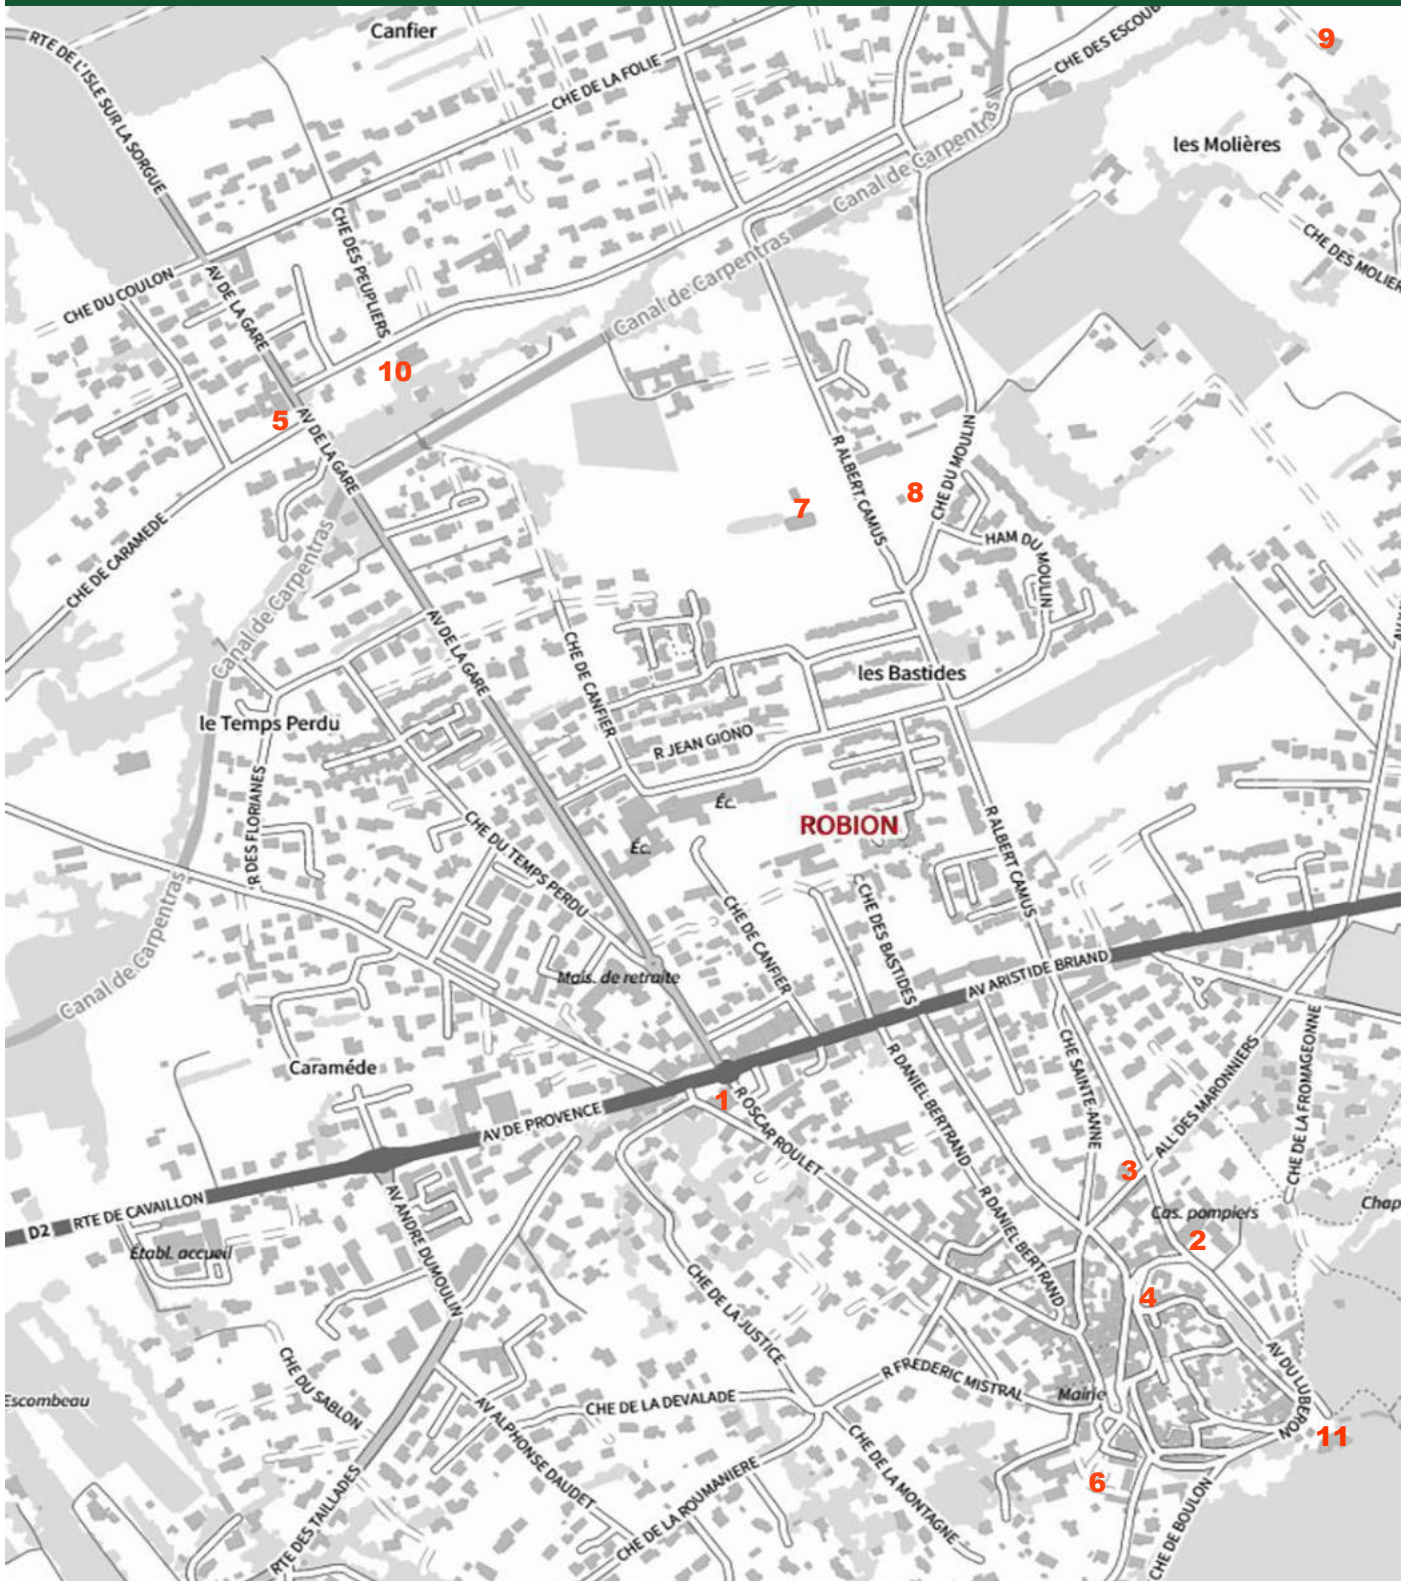 Canfier
9
RTE DE L'ISLE SUR LA SORGUE
CHE DE LA FOLIE
CHE DES ESCOUB
les Molières
Canal de Carpentras
CHE DES PEUPLIERS
CHE DES MOLIER
CHE DU COULON
AV DE LA GARE
Canal de Carpentras
10
5
AV DE LA GARE
R ALBERT CAMUS
CHE DU MOULIN
8
7
HAM DU MOULIN
CHE DE CARAMEDE
Canal de Carpentras
AV DE LA GARE
CHE DE CANFIER
les Bastides
le Temps Perdu
R JEAN GIONO
R DES FLORIANES
Éc.
ROBION
Éc.
CHE DU TEMPS PERDU
R ALBERT CAMUS
CHE DE CANFIER
CHE DES BASTIDES
Canal de Carpentras
Mais. de retraite
AV ARISTIDE BRIAND
Caraméde
CHE SAINTE-ANNE
ALL DES MARONNIERS
CHE DE LA FROMAGEONNE
1
R OSCAR ROULET
R DANIEL BERTRAND
AV DE PROVENCE
3
D2
RTE DE CAVAILLON
AV ANDRE DUMOULIN
R DANIEL BERTRAND
Cas. pompiers
Chap
Établ. accueil
2
4
CHE DE LA JUSTICE
CHE DU SABLON
AV DU LUBERON
R FREDERIC MISTRAL
Mairie
Escombeau
CHE DE LA DEVALADE
AV ALPHONSE DAUDET
11
CHE DE LA MONTAGNE
6
CHE DE LA ROUMANIERE
RTE DES TAILLADES
CHE DE BOULON